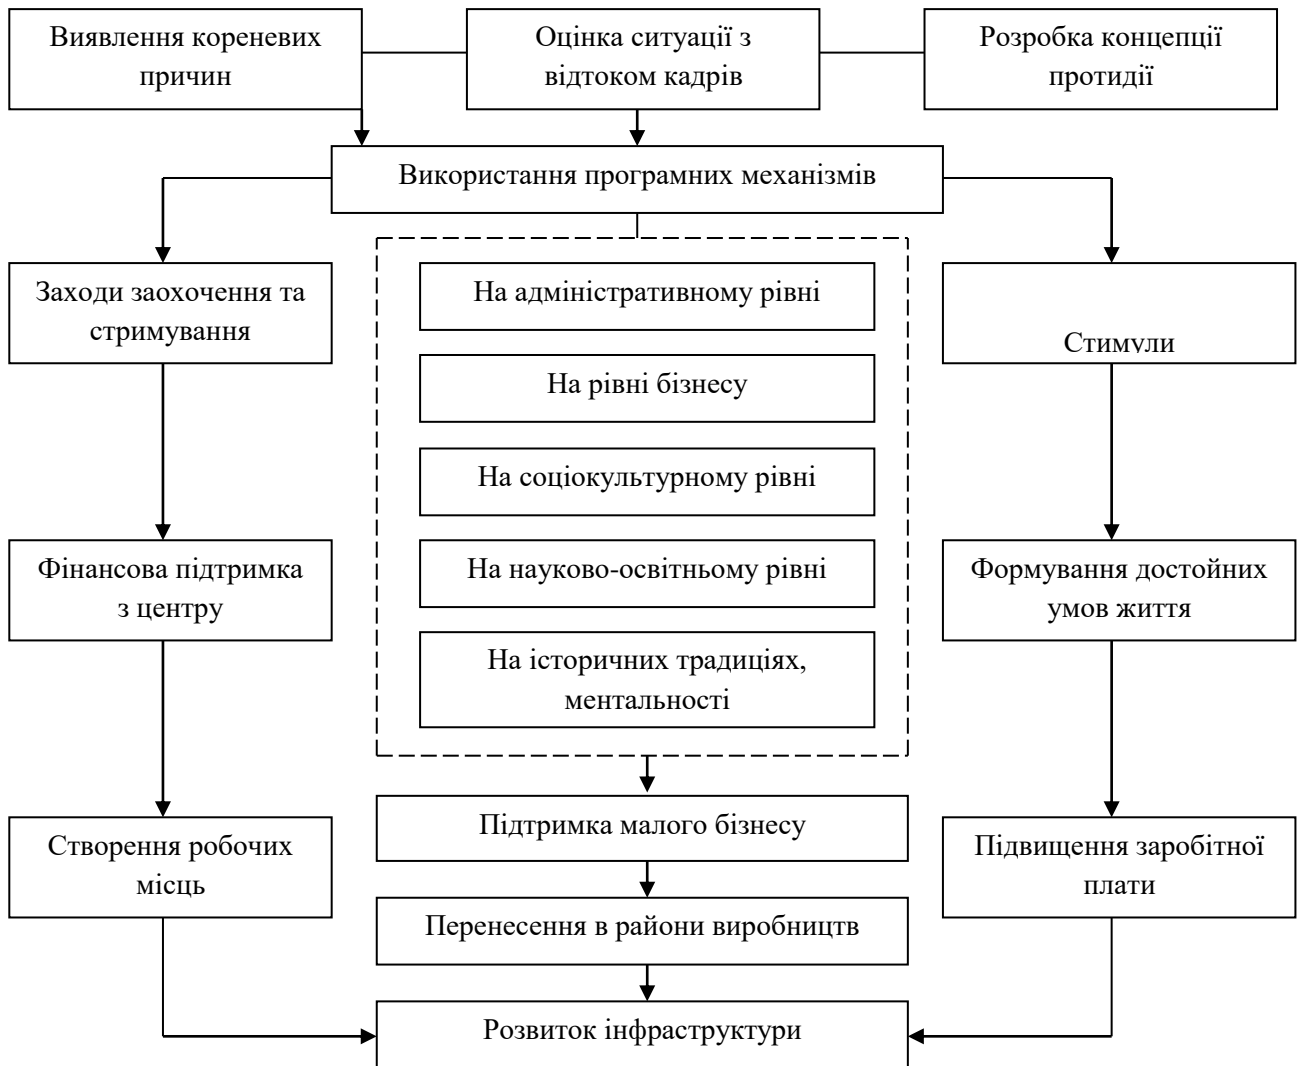 Виявлення кореневих
причин
Оцінка ситуації з
відтоком кадрів
Розробка концепції
протидії
Використання програмних механізмів
Заходи заохочення та
стримування
На адміністративному рівні
Стимули
На рівні бізнесу
На соціокультурному рівні
Фінансова підтримка
з центру
На науково-освітньому рівні
Формування достойних
умов життя
На історичних традиціях,
ментальності
Підтримка малого бізнесу
Створення робочих
місць
Підвищення заробітної
плати
Перенесення в райони виробництв
Розвиток інфраструктури